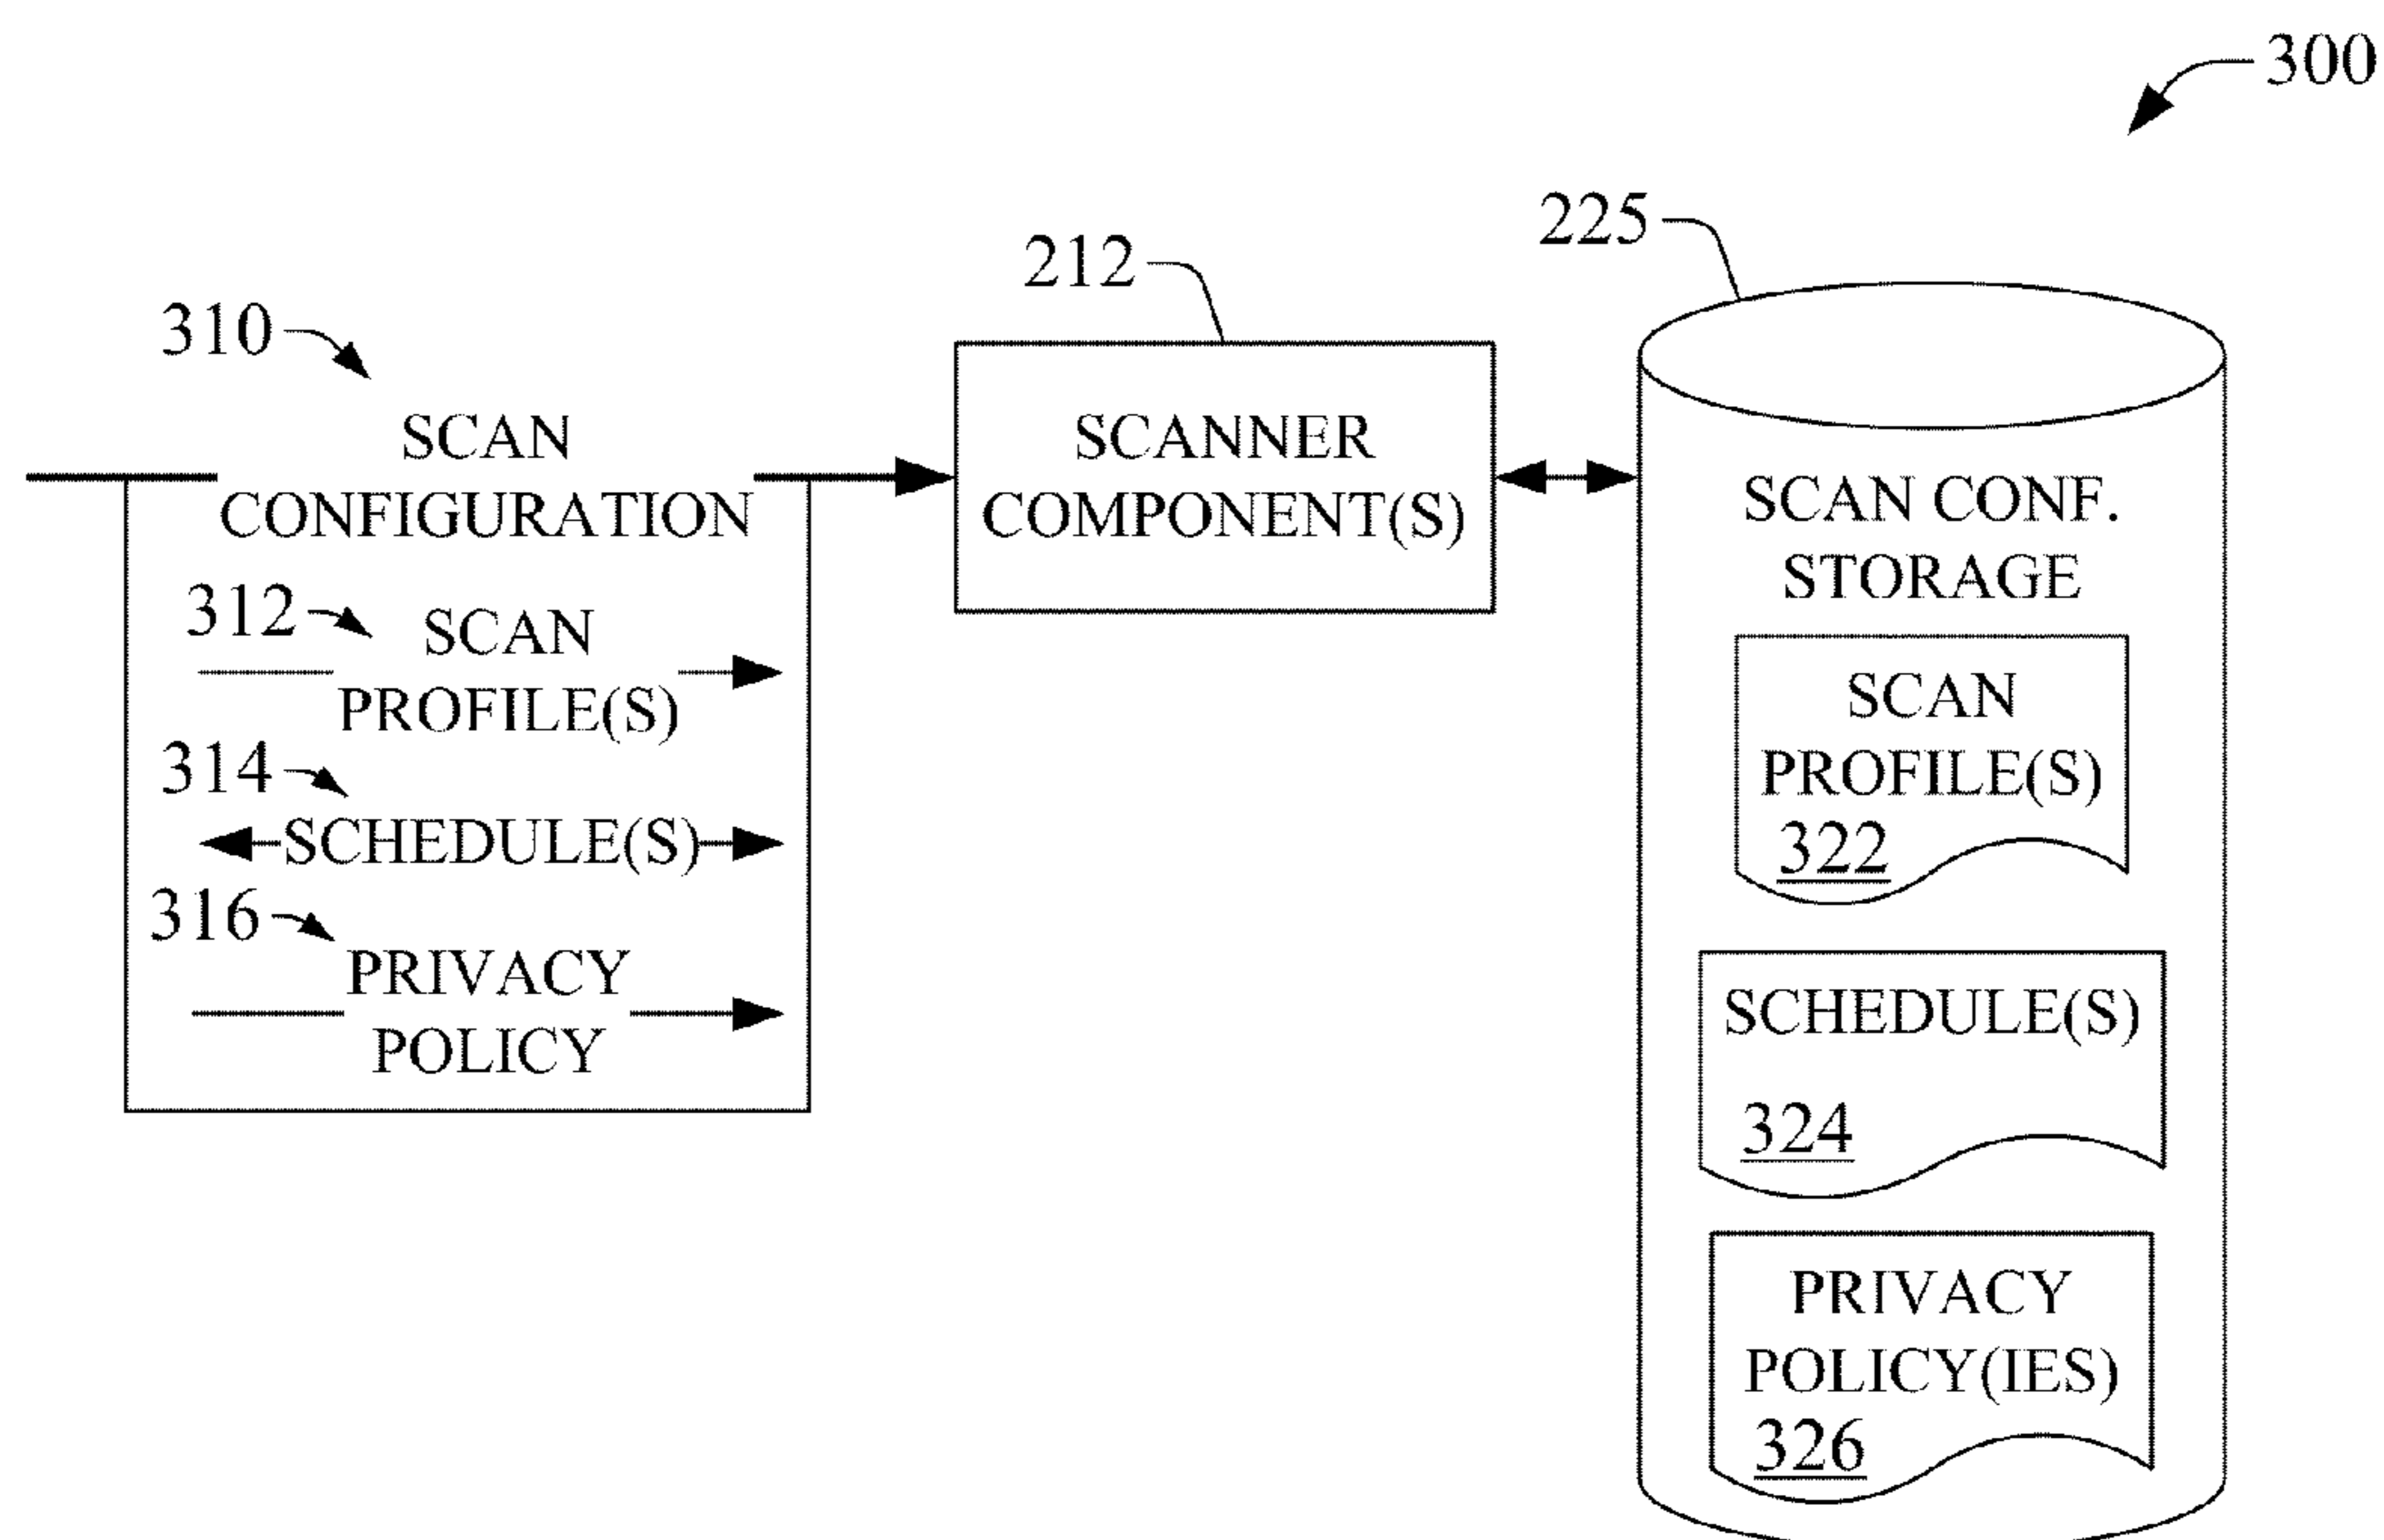 300
225
212
310
SCAN
CONFIGURATION
312
SCAN
PROFILE(S)
314
SCHEDULE(S)
316
PRIVACY
POLICY
SCANNER
COMPONENT(S)
SCAN CONF.
STORAGE
SCAN
PROFILE(S)
322
SCHEDULE(S)
324
PRIVACY
POLICY(IES)
326